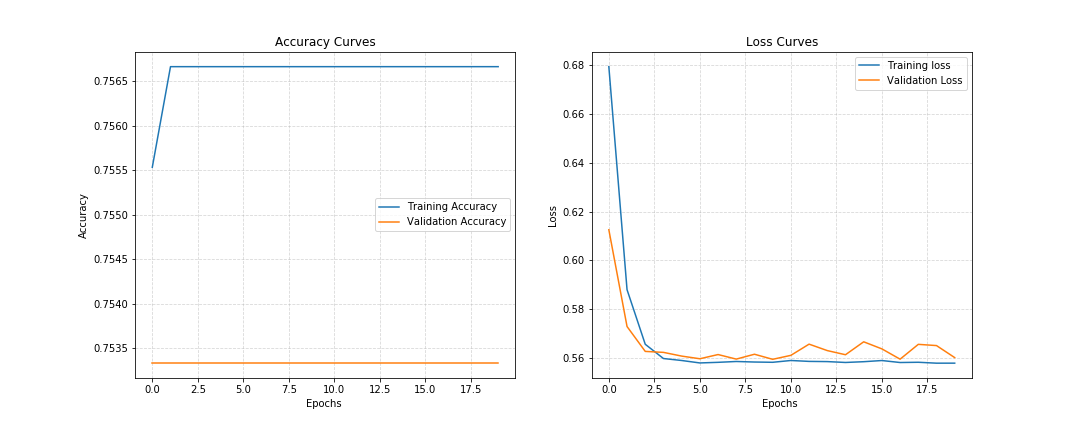 Accuracy Curves
Accuracy
0.7565
0.7560
0.7555
0.7550
0.7545
0.7540
0.7535
Training Accuracy
Validation Accuracy
0.0 2.5 5.0 7.5 10.0 12.5 15.0 17.5
Epochs
Loss Curves
Loss
0.68
0.66
0.64
0.62
0.60
0.58
0.56
Training loss
Validation Loss
0.0 2.5 5.0 7.5 10.0 12.5 15.0 17.5
Epochs